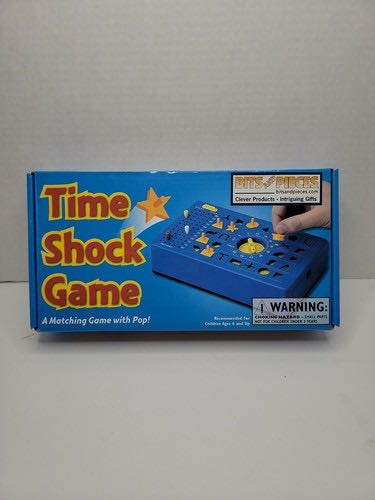 Time
Shock
Game
A Matching Game with Pop!
BITS and PIECES
bitsandpieces.com
Clever Products • Intriguing Gifts
Recommended for
Children Ages 6 and Up
WARNING:
CHOKING HAZARD - SMALL PARTS
NOT FOR CHILDREN UNDER 3 YEARS